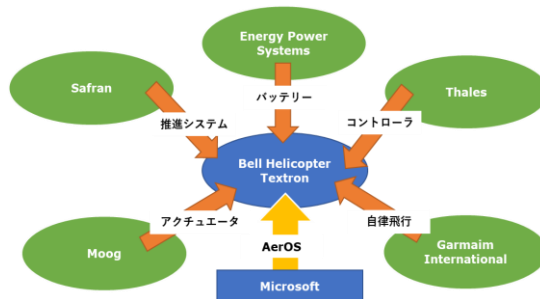 Energy Power
Systems
Safran
Thales
バッテリー
推進システム
コントローラ
Bell Helicopter
Textron
アクチュエータ
自律飛行
AerOS
Moog
Garmaim
International
Microsoft